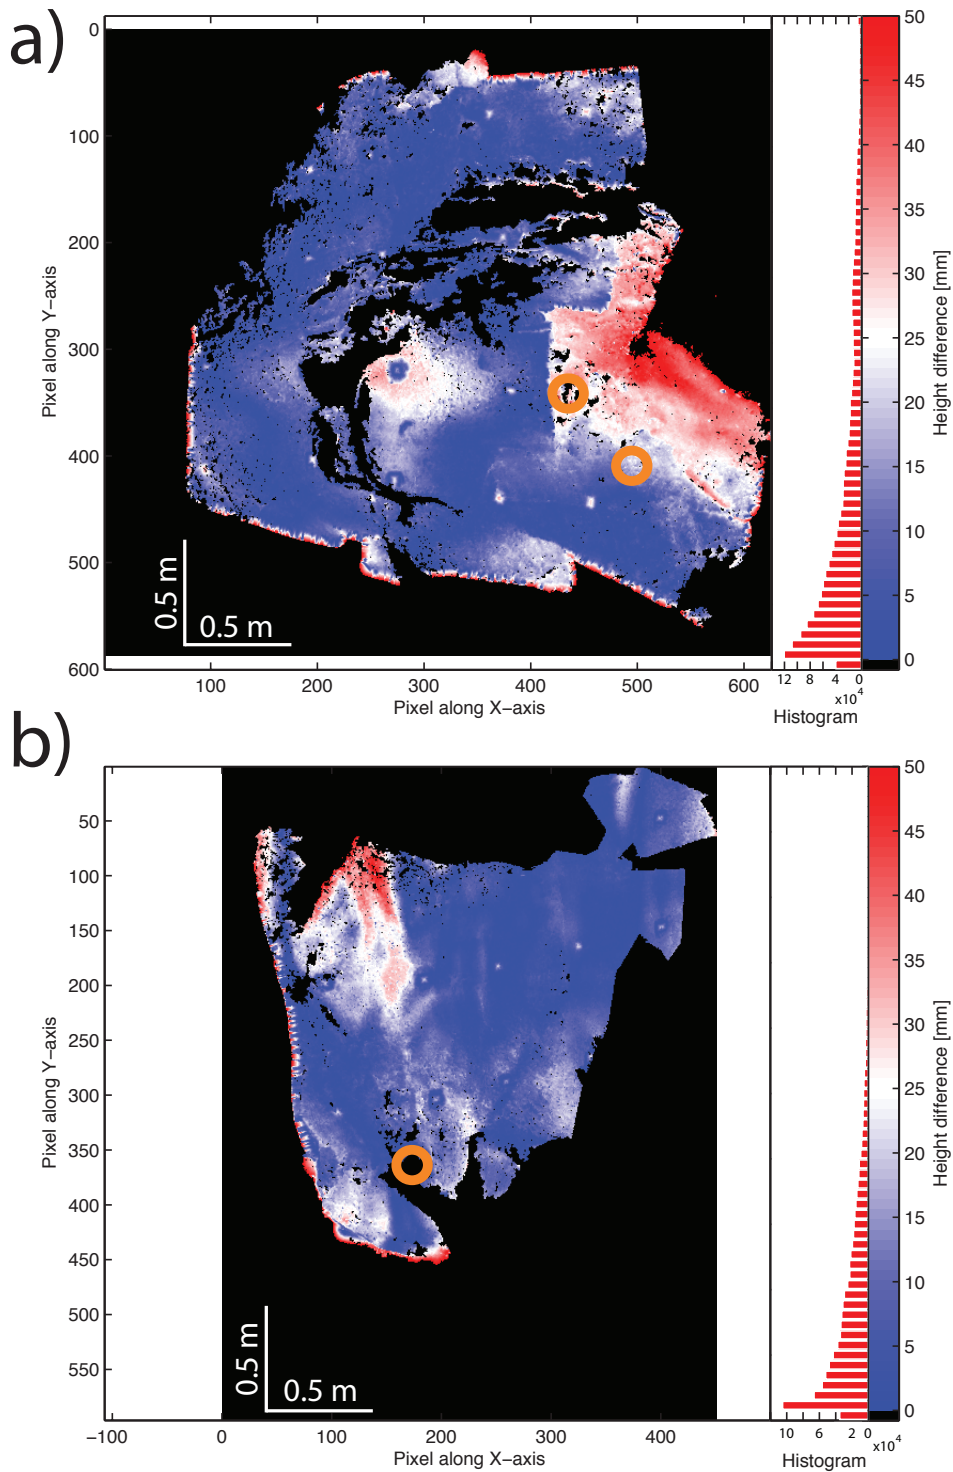 a)
0
100
200
300
400
500
600
Pixel along Y−axis
0.5 m
0.5 m
100
200
300
400
500
600
Pixel along X−axis
12 8 4 0
x10⁴
Histogram
50
45
40
35
30
25
20
15
10
5
0
Height difference [mm]
b)
50
100
150
200
250
300
350
400
450
500
550
Pixel along Y−axis
0.5 m
0.5 m
−100
0
100
200
300
400
Pixel along X−axis
10 6 2 0
x10⁴
Histogram
50
45
40
35
30
25
20
15
10
5
0
Height difference [mm]